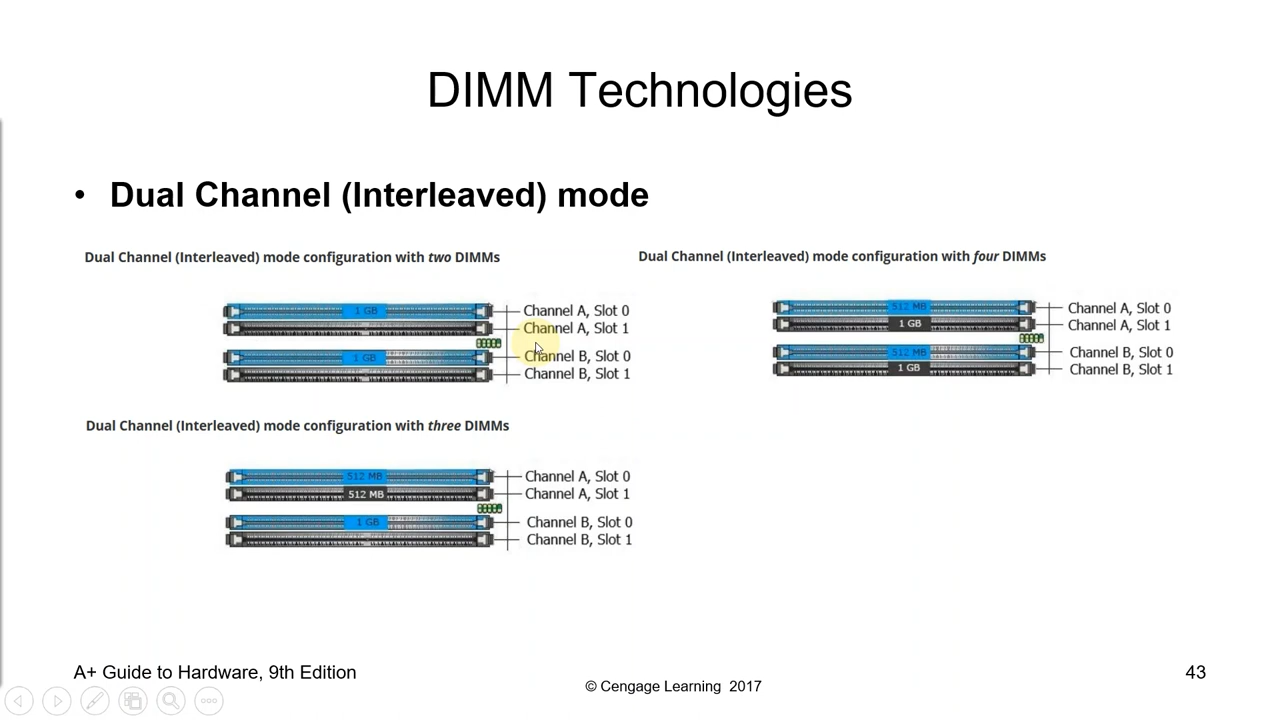 DIMM Technologies
• Dual Channel (Interleaved) mode
Dual Channel (Interleaved) mode configuration with two DIMMs
1 GB
Channel A, Slot 0
Channel A, Slot 1
1 GB
Channel B, Slot 0
Channel B, Slot 1
Dual Channel (Interleaved) mode configuration with four DIMMs
512 MB
Channel A, Slot 0
1 GB
Channel A, Slot 1
512 MB
Channel B, Slot 0
1 GB
Channel B, Slot 1
Dual Channel (Interleaved) mode configuration with three DIMMs
512 MB
Channel A, Slot 0
512 MB
Channel A, Slot 1
1 GB
Channel B, Slot 0
Channel B, Slot 1
A+ Guide to Hardware, 9th Edition
© Cengage Learning 2017
43